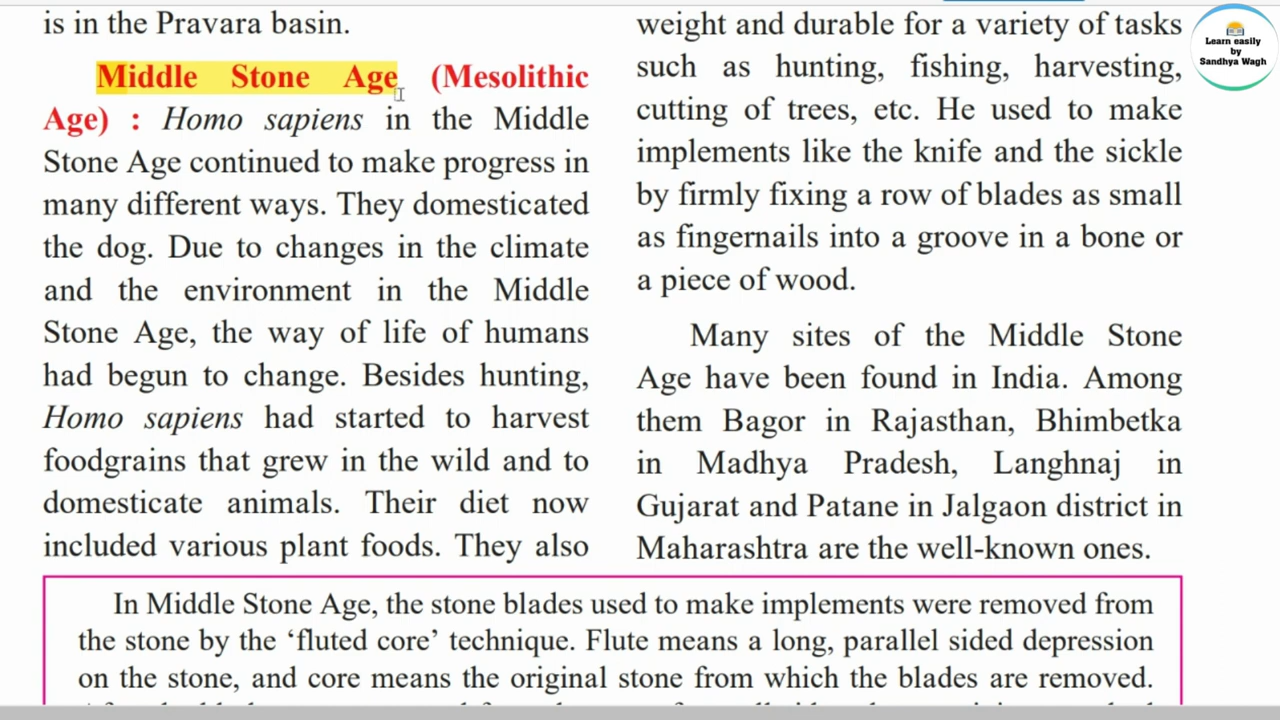 is in the Pravara basin.
Middle Stone Age (Mesolithic
Age) : Homo sapiens in the Middle
Stone Age continued to make progress in
many different ways. They domesticated
the dog. Due to changes in the climate
and the environment in the Middle
Stone Age, the way of life of humans
had begun to change. Besides hunting,
Homo sapiens had started to harvest
foodgrains that grew in the wild and to
domesticate animals. Their diet now
included various plant foods. They also
weight and durable for a variety of tasks
such as hunting, fishing, harvesting,
cutting of trees, etc. He used to make
implements like the knife and the sickle
by firmly fixing a row of blades as small
as fingernails into a groove in a bone or
a piece of wood.
Many sites of the Middle Stone
Age have been found in India. Among
them Bagor in Rajasthan, Bhimbetka
in Madhya Pradesh, Langhnaj in
Gujarat and Patane in Jalgaon district in
Maharashtra are the well-known ones.
In Middle Stone Age, the stone blades used to make implements were removed from
the stone by the ‘fluted core’ technique. Flute means a long, parallel sided depression
on the stone, and core means the original stone from which the blades are removed.
Learn easily
by
Sandhya Wagh